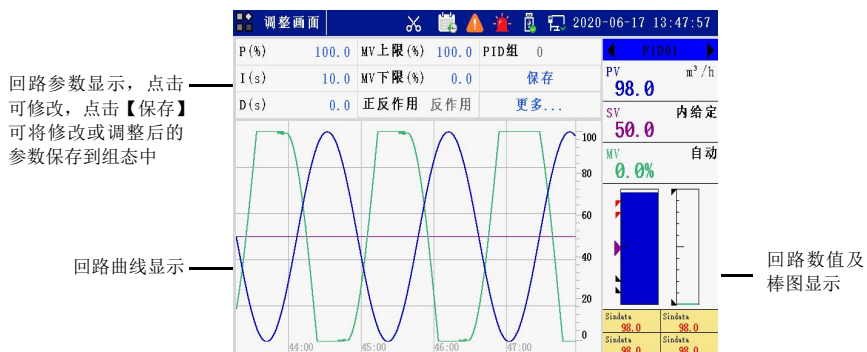 调整画面 2020-06-17 13:47:57
P(%) 100.0 MV上限(%) 100.0 PID组 0
I(s) 10.0 MV下限(%) 0.0 保存
D(s) 0.0 正反作用 反作用 更多...
PID01
PV m³/h
98.0
SV 内给定
50.0
MV 自动
0.0%
回路参数显示，点击
可修改，点击【保存】
可将修改或调整后的
参数保存到组态中
100
80
60
40
20
0
44:00 45:00 46:00 47:00
回路曲线显示
回路数值及
棒图显示
Sindata Sindata
98.0 98.0
Sindata Sindata
98.0 98.0